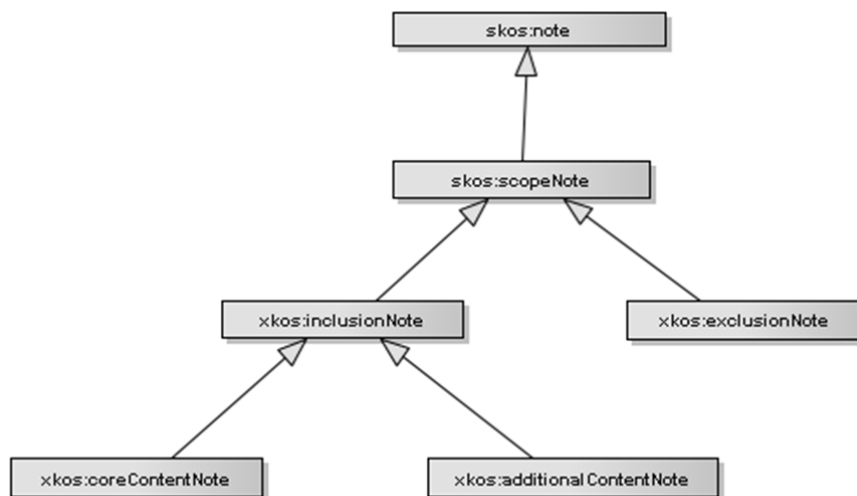 skos:note
skos:scopeNote
xkos:inclusionNote
xkos:exclusionNote
xkos:coreContentNote
xkos:additionalContentNote